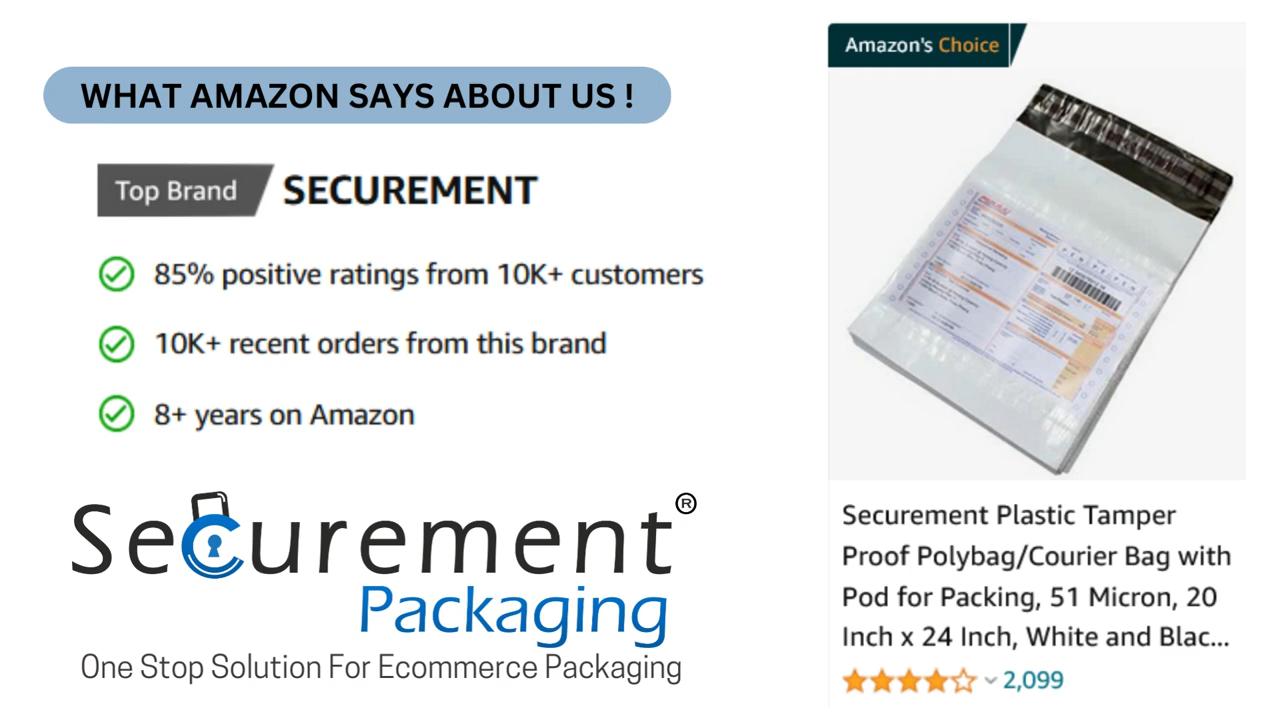 WHAT AMAZON SAYS ABOUT US !
Top Brand SECUREMENT
85% positive ratings from 10K+ customers
10K+ recent orders from this brand
8+ years on Amazon
Securement®
Packaging
One Stop Solution For Ecommerce Packaging
Amazon's Choice
Securement Plastic Tamper
Proof Polybag/Courier Bag with
Pod for Packing, 51 Micron, 20
Inch x 24 Inch, White and Blac...
2,099